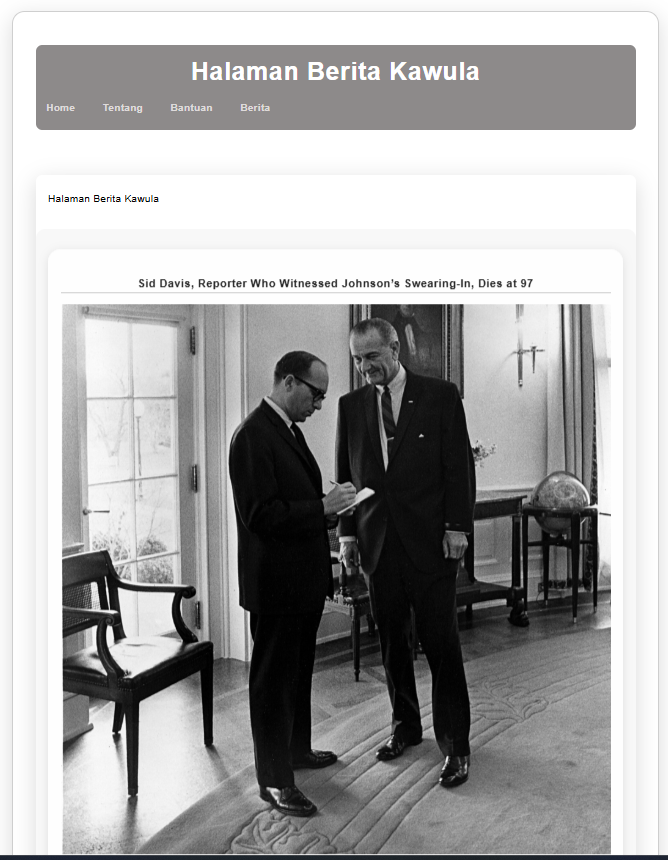 Halaman Berita Kawula
Home Tentang Bantuan Berita
Halaman Berita Kawula
Sid Davis, Reporter Who Witnessed Johnson's Swearing-In, Dies at 97